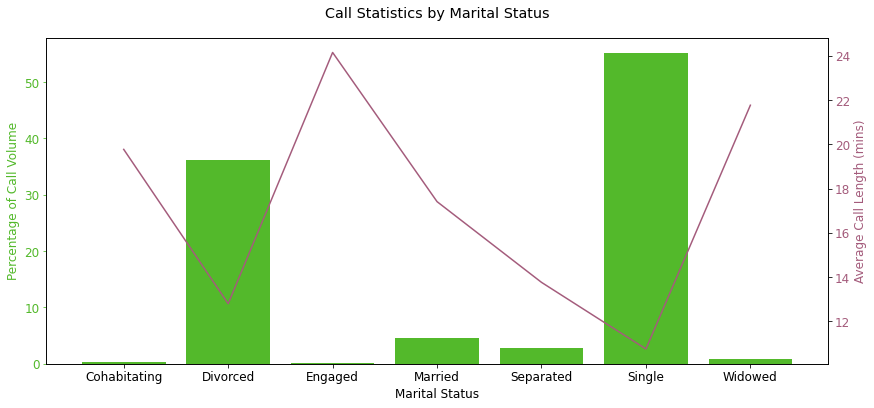 Call Statistics by Marital Status
Percentage of Call Volume
50
40
30
20
10
0
24
22
20
18
16
14
12
Average Call Length (mins)
Cohabitating Divorced Engaged Married Separated Single Widowed
Marital Status